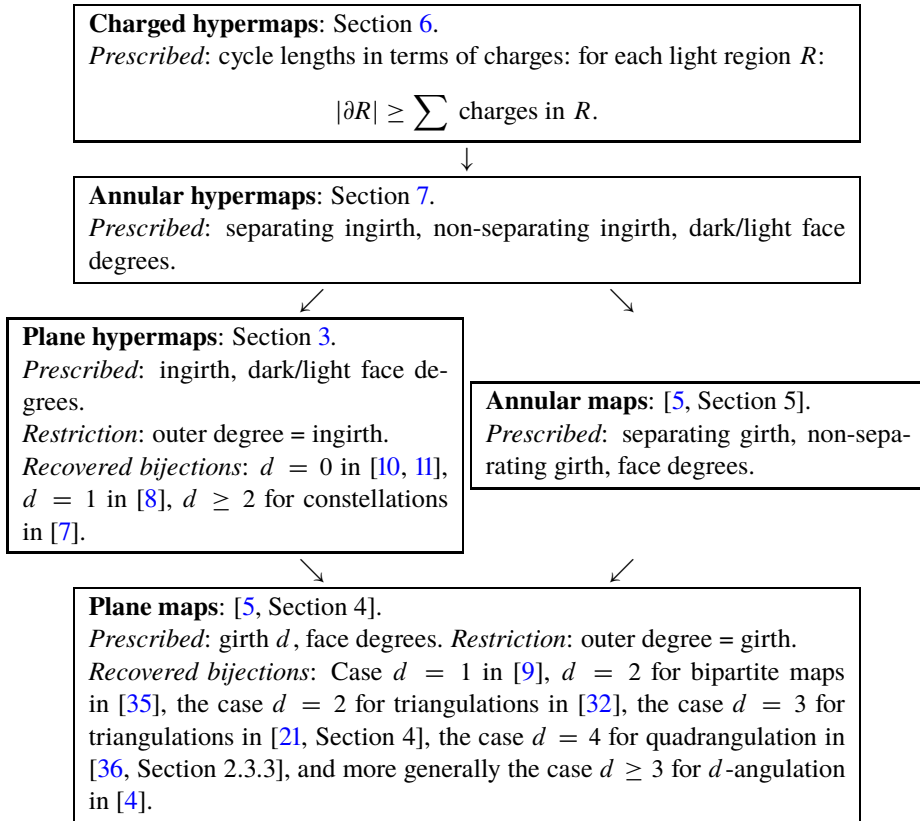 Charged hypermaps: Section 6.
Prescribed: cycle lengths in terms of charges: for each light region R:
|∂R| ≥ ∑ charges in R.
↓
Annular hypermaps: Section 7.
Prescribed: separating ingirth, non-separating ingirth, dark/light face
degrees.
↙ ↘
Plane hypermaps: Section 3.
Prescribed: ingirth, dark/light face de-
grees.
Restriction: outer degree = ingirth.
Recovered bijections: d = 0 in [10, 11],
d = 1 in [8], d ≥ 2 for constellations
in [7].
Annular maps: [5, Section 5].
Prescribed: separating girth, non-sepa-
rating girth, face degrees.
↘ ↙
Plane maps: [5, Section 4].
Prescribed: girth d, face degrees. Restriction: outer degree = girth.
Recovered bijections: Case d = 1 in [9], d = 2 for bipartite maps
in [35], the case d = 2 for triangulations in [32], the case d = 3 for
triangulations in [21, Section 4], the case d = 4 for quadrangulation in
[36, Section 2.3.3], and more generally the case d ≥ 3 for d-angulation
in [4].